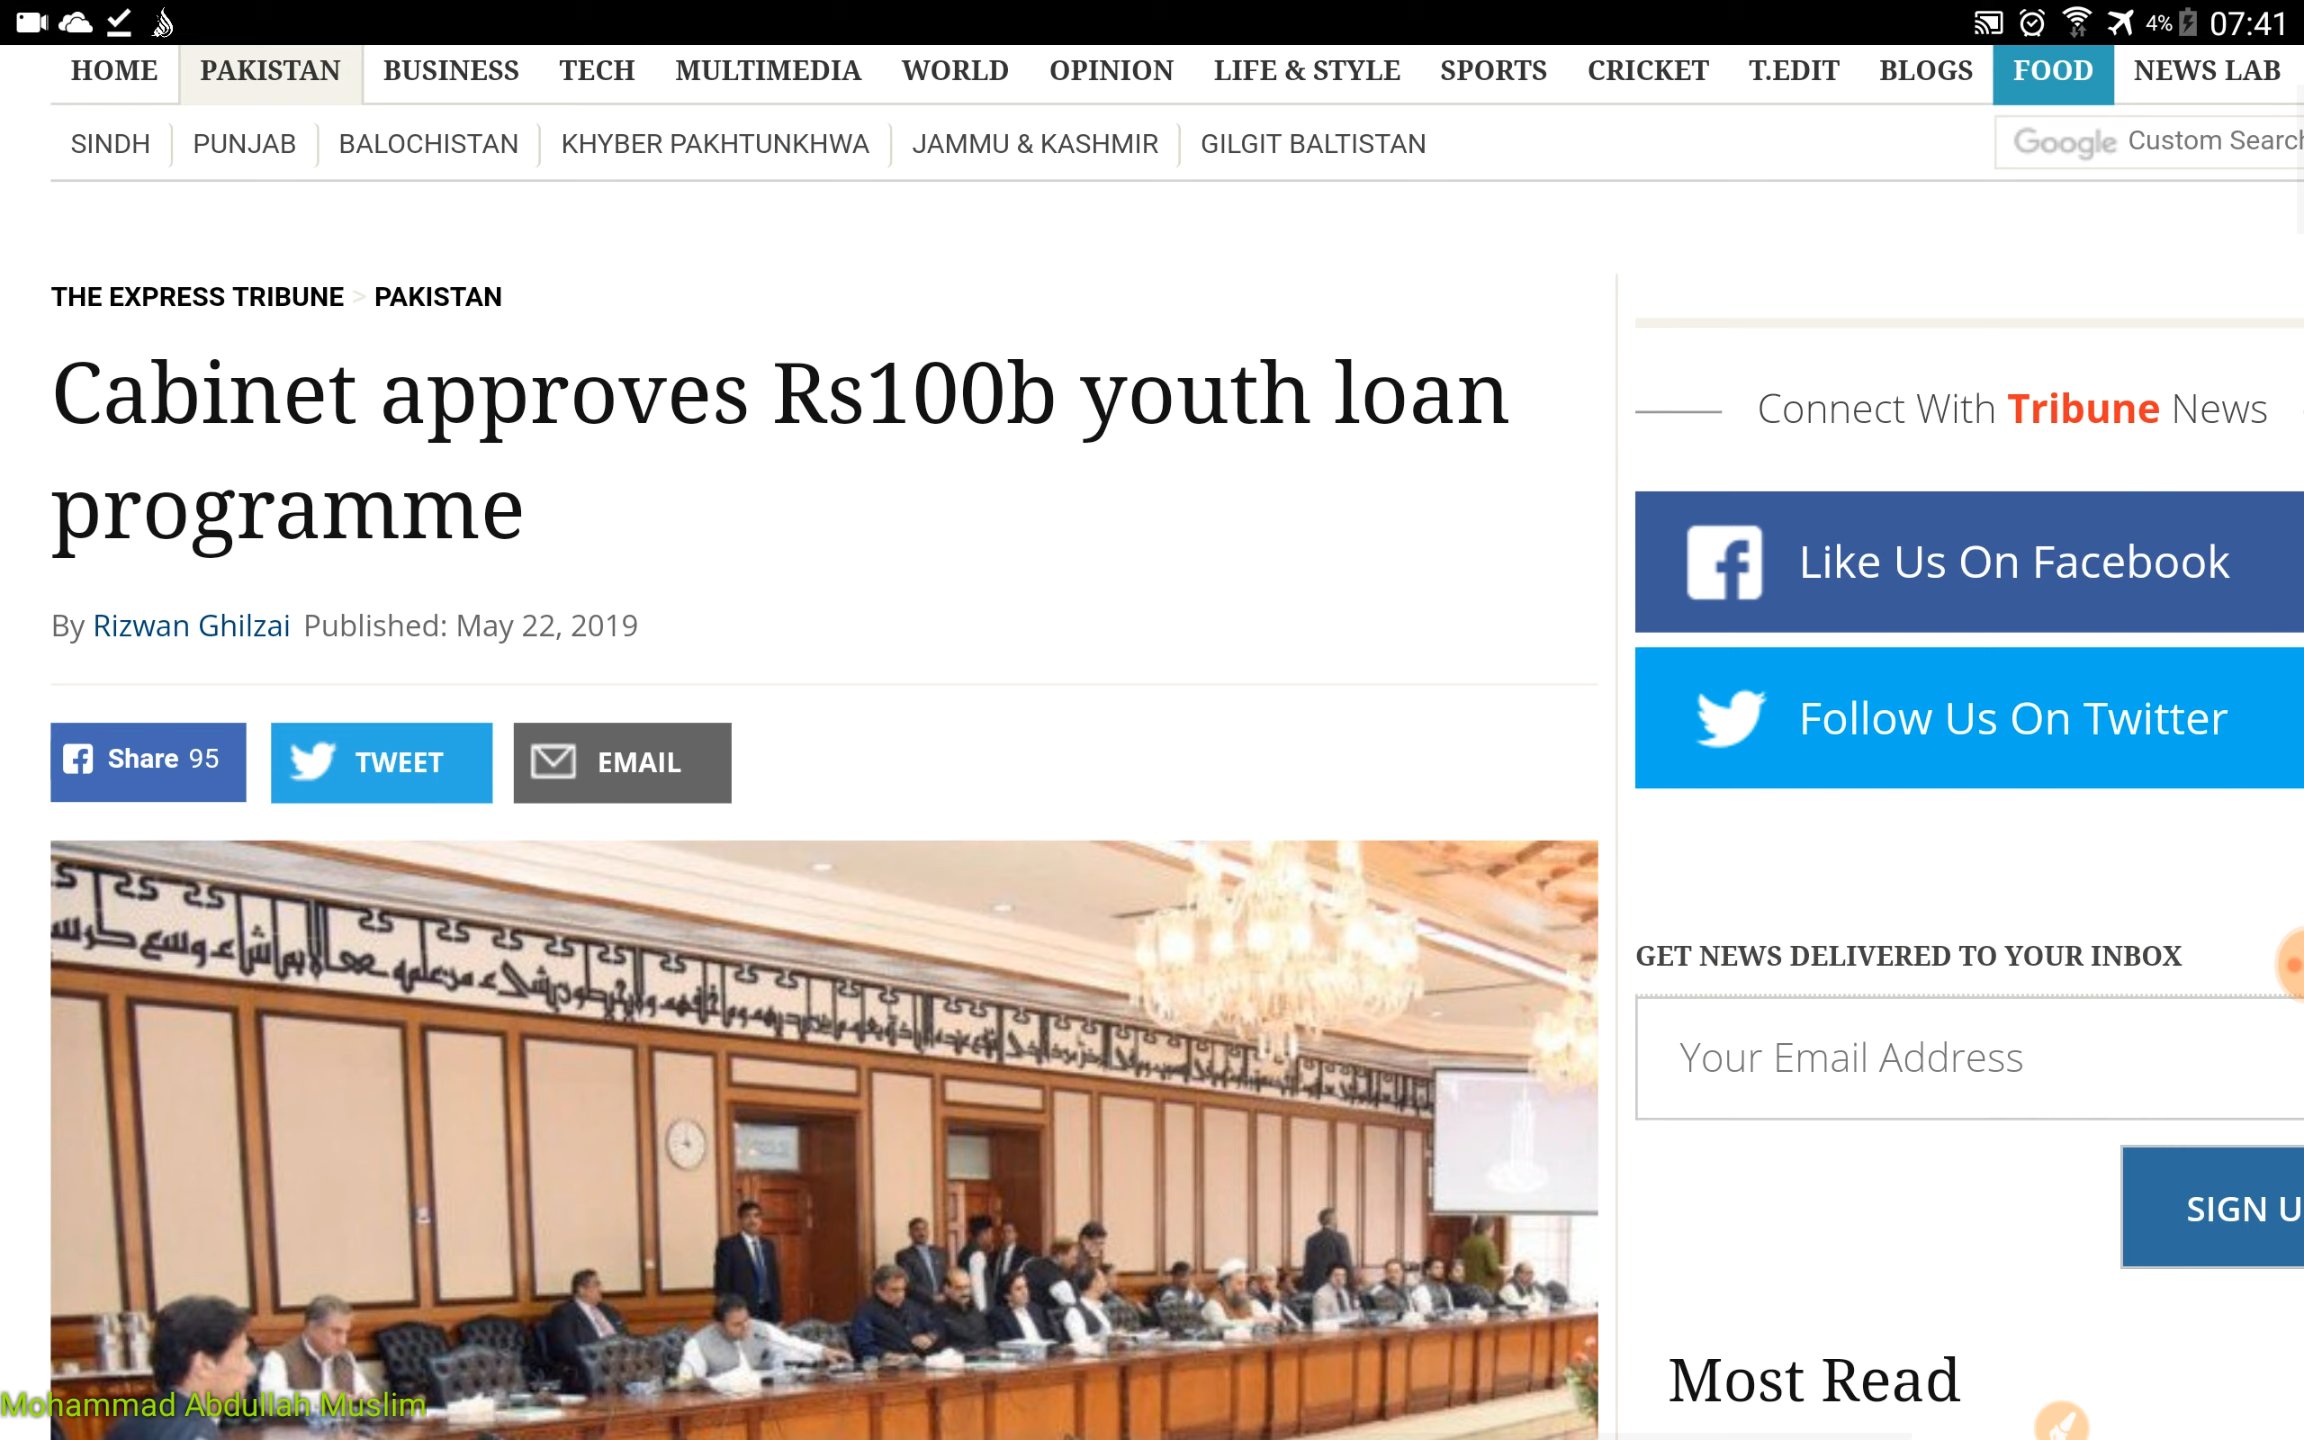 4% 07:41
HOME PAKISTAN BUSINESS TECH MULTIMEDIA WORLD OPINION LIFE & STYLE SPORTS CRICKET T.EDIT BLOGS FOOD NEWS LAB
SINDH PUNJAB BALOCHISTAN KHYBER PAKHTUNKHWA JAMMU & KASHMIR GILGIT BALTISTAN
Google Custom Search
THE EXPRESS TRIBUNE > PAKISTAN
Cabinet approves Rs100b youth loan
programme
By Rizwan Ghilzai Published: May 22, 2019
Share 95 TWEET EMAIL
Connect With Tribune News
Like Us On Facebook
Follow Us On Twitter
GET NEWS DELIVERED TO YOUR INBOX
Your Email Address
SIGN U
Most Read
Mohammad Abdullah Muslim